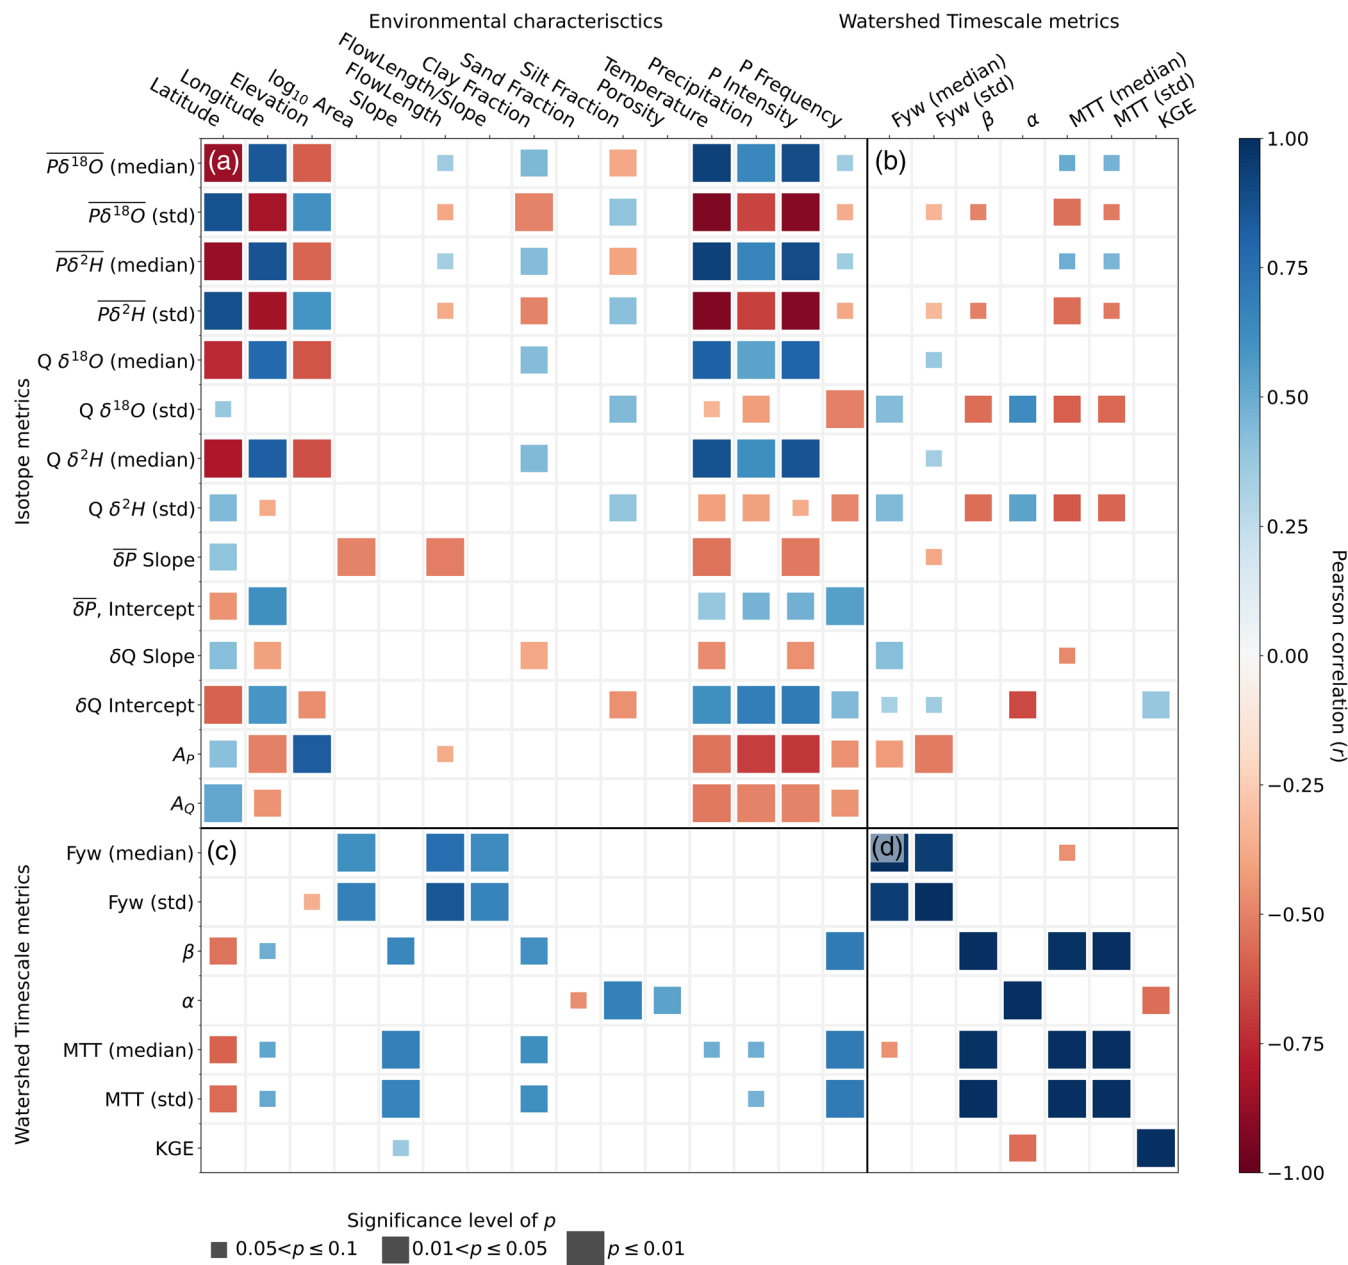 Environmental characterisctics
Watershed Timescale metrics
Latitude
Longitude
Elevation
log₁₀ Area
Slope
FlowLength
FlowLength/Slope
Clay Fraction
Sand Fraction
Silt Fraction
Porosity
Temperature
Precipitation
P Intensity
P Frequency
Fyw (median)
Fyw (std)
β
α
MTT (median)
MTT (std)
KGE
(a)
(b)
Isotope metrics
Pδ¹⁸O (median)
Pδ¹⁸O (std)
Pδ²H (median)
Pδ²H (std)
Q δ¹⁸O (median)
Q δ¹⁸O (std)
Q δ²H (median)
Q δ²H (std)
δP Slope
δP, Intercept
δQ Slope
δQ Intercept
A_P
A_Q
(c)
(d)
Watershed Timescale metrics
Fyw (median)
Fyw (std)
β
α
MTT (median)
MTT (std)
KGE
1.00
0.75
0.50
0.25
0.00
−0.25
−0.50
−0.75
−1.00
Pearson correlation (r)
Significance level of p
0.05<p ≤ 0.1
0.01<p ≤ 0.05
p ≤ 0.01